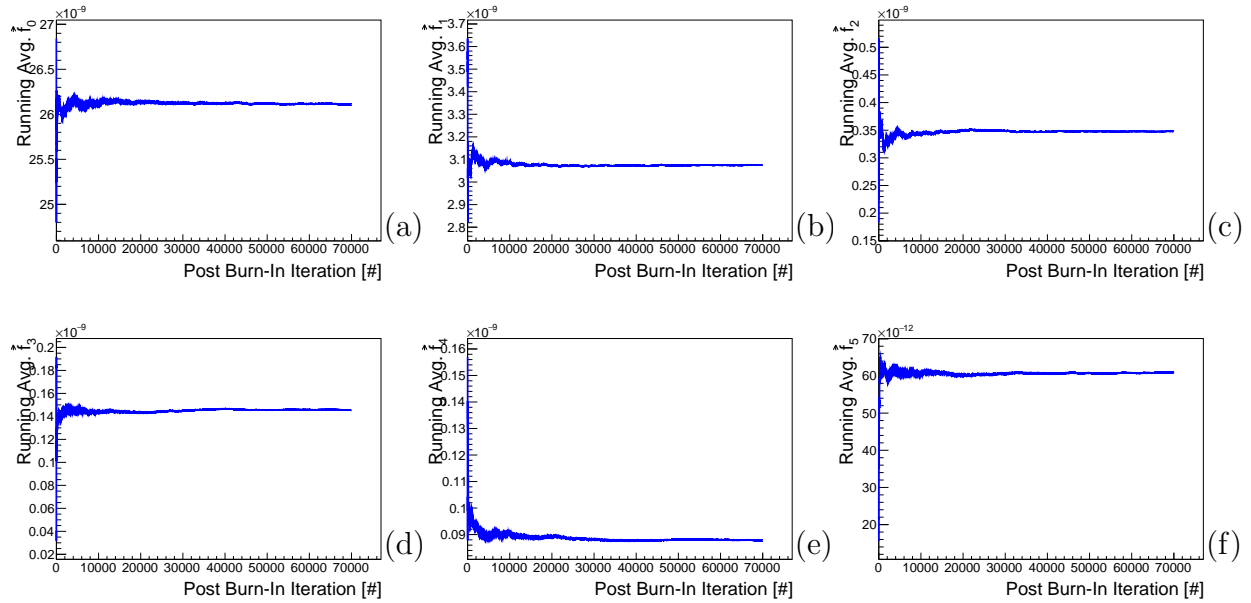 ×10⁻⁹ ×10⁻⁹ ×10⁻⁹
Running Avg. f̂₀ Running Avg. f̂₁ Running Avg. f̂₂
27 3.7 0.5
26.5 3.6 0.45
26 3.5 0.4
25.5 3.4 0.35
25 3.3 0.3
3.2 0.25
3.1 0.2
3 0.15
2.9
2.8
0 10000 20000 30000 40000 50000 60000 70000 (a) 0 10000 20000 30000 40000 50000 60000 70000 (b) 0 10000 20000 30000 40000 50000 60000 70000 (c)
Post Burn-In Iteration [#] Post Burn-In Iteration [#] Post Burn-In Iteration [#]
×10⁻⁹ ×10⁻⁹ ×10⁻¹²
Running Avg. f̂₃ Running Avg. f̂₄ Running Avg. f̂₅
0.2 0.16 70
0.18 0.15 60
0.16 0.14 50
0.14 0.13 40
0.12 0.12 30
0.1 0.11 20
0.08 0.1
0.06 0.09
0.04
0.02
0 10000 20000 30000 40000 50000 60000 70000 (d) 0 10000 20000 30000 40000 50000 60000 70000 (e) 0 10000 20000 30000 40000 50000 60000 70000 (f)
Post Burn-In Iteration [#] Post Burn-In Iteration [#] Post Burn-In Iteration [#]